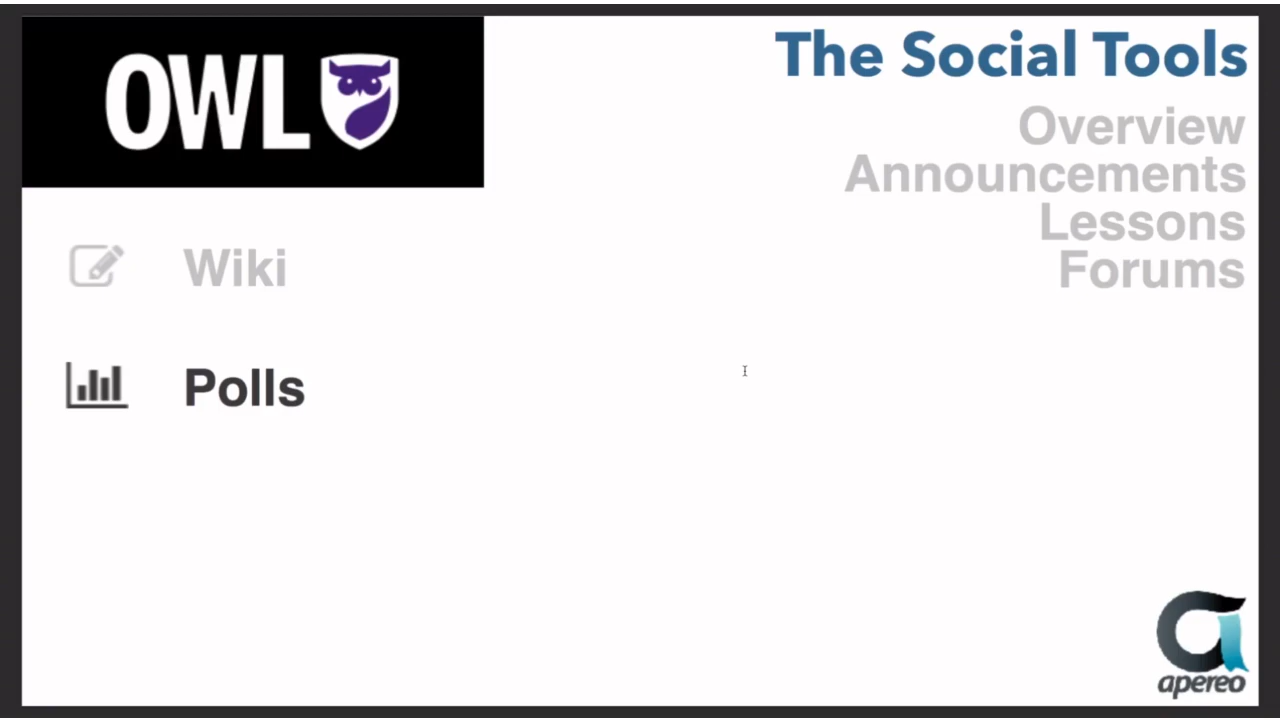 OWL
The Social Tools
Overview
Announcements
Lessons
Forums
Wiki
Polls
apereo